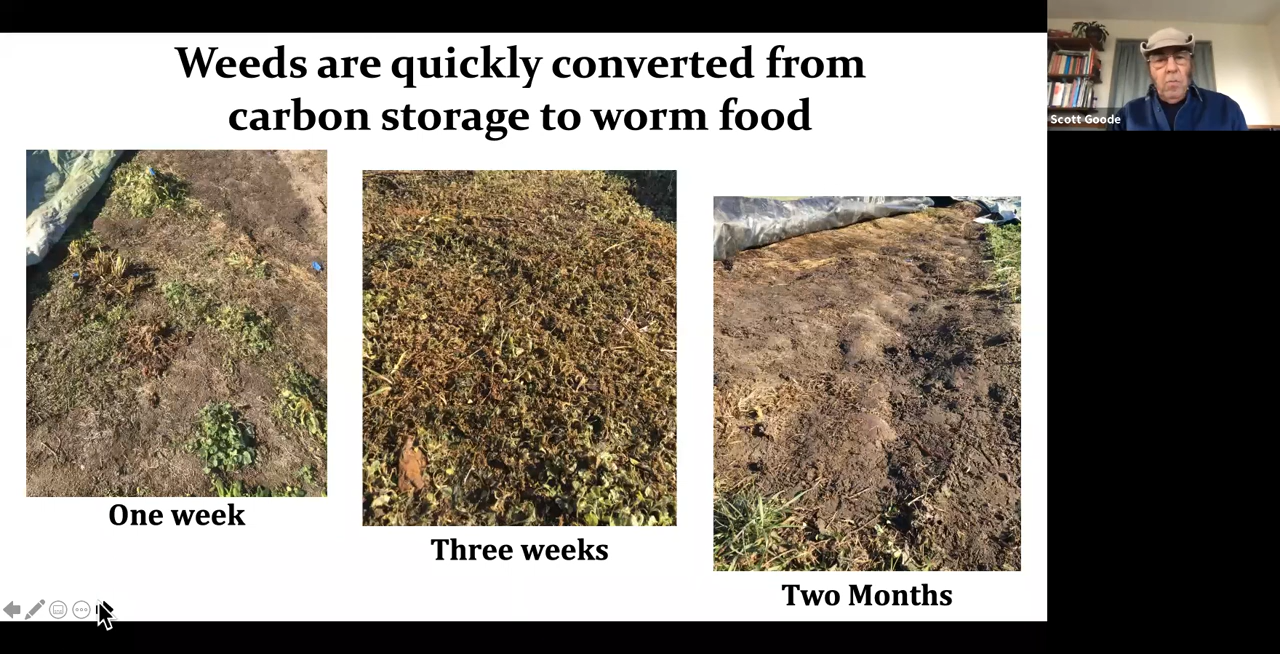 Weeds are quickly converted from
carbon storage to worm food
Scott Goode
One week
Three weeks
Two Months